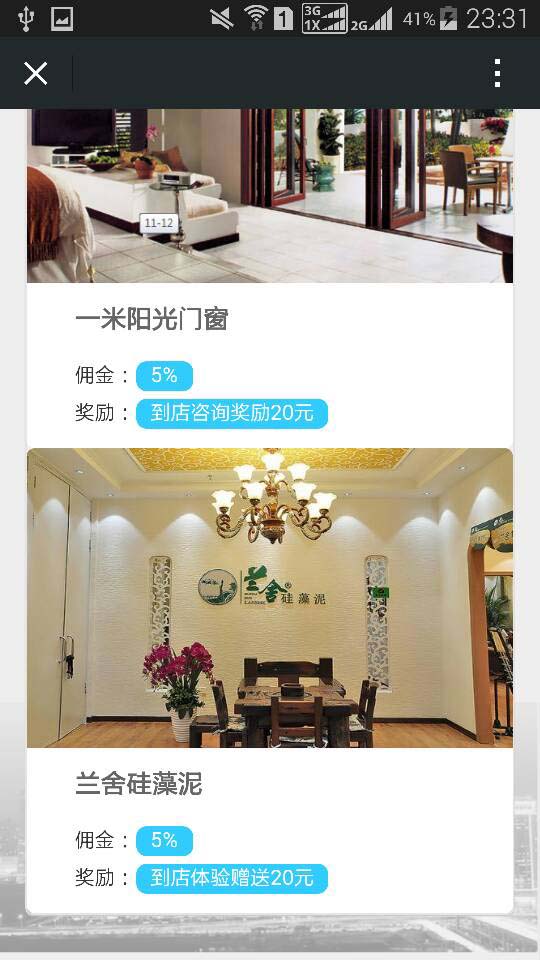 1
3G
1X
2G
41%
23:31
11-12
一米阳光门窗
佣金：5%
奖励：到店咨询奖励20元
兰舍®
硅藻泥
兰舍硅藻泥
佣金：5%
奖励：到店体验赠送20元